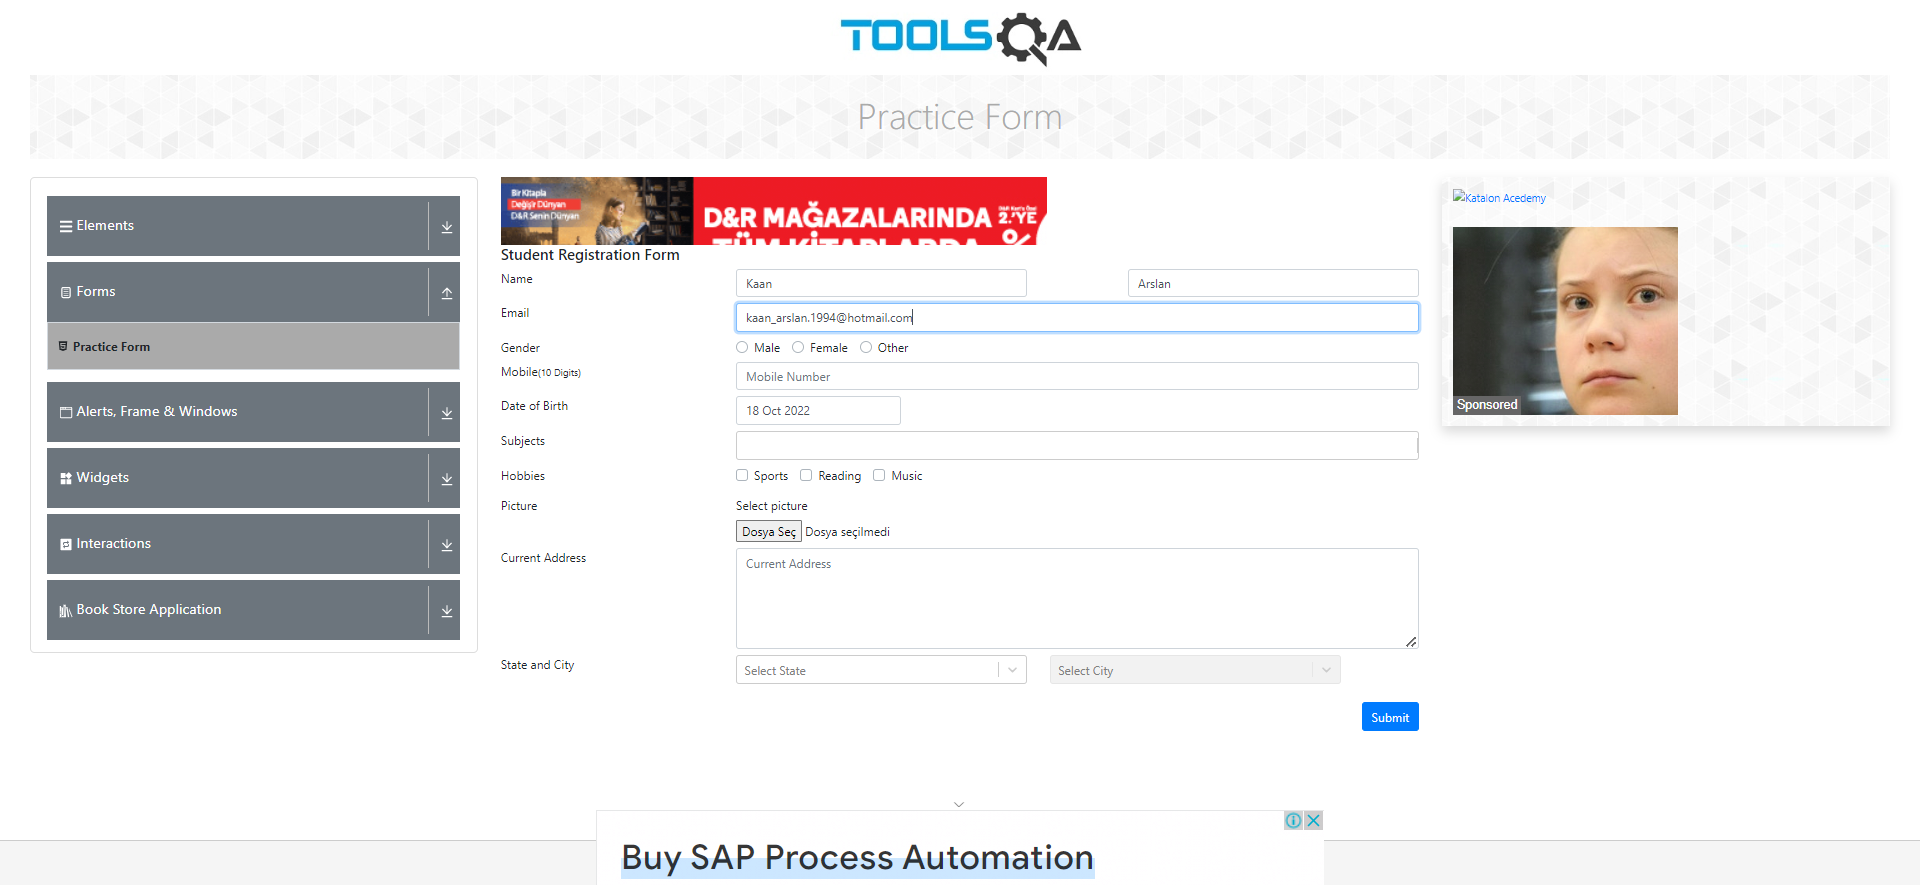 TOOLSQA
Practice Form
Elements
Forms
Practice Form
Alerts, Frame & Windows
Widgets
Interactions
Book Store Application
Bir Kitapla
Değişir Dünyan
D&R Senin Dünyan
D&R MAĞAZALARINDA
TÜM KİTAPLARDA
2.'YE
%
Student Registration Form
Name
Kaan
Arslan
Email
kaan_arslan.1994@hotmail.com
Gender
Male
Female
Other
Mobile(10 Digits)
Mobile Number
Date of Birth
18 Oct 2022
Subjects
Hobbies
Sports
Reading
Music
Picture
Select picture
Dosya Seç Dosya seçilmedi
Current Address
Current Address
State and City
Select State
Select City
Submit
Katalon Acedemy
Sponsored
Buy SAP Process Automation